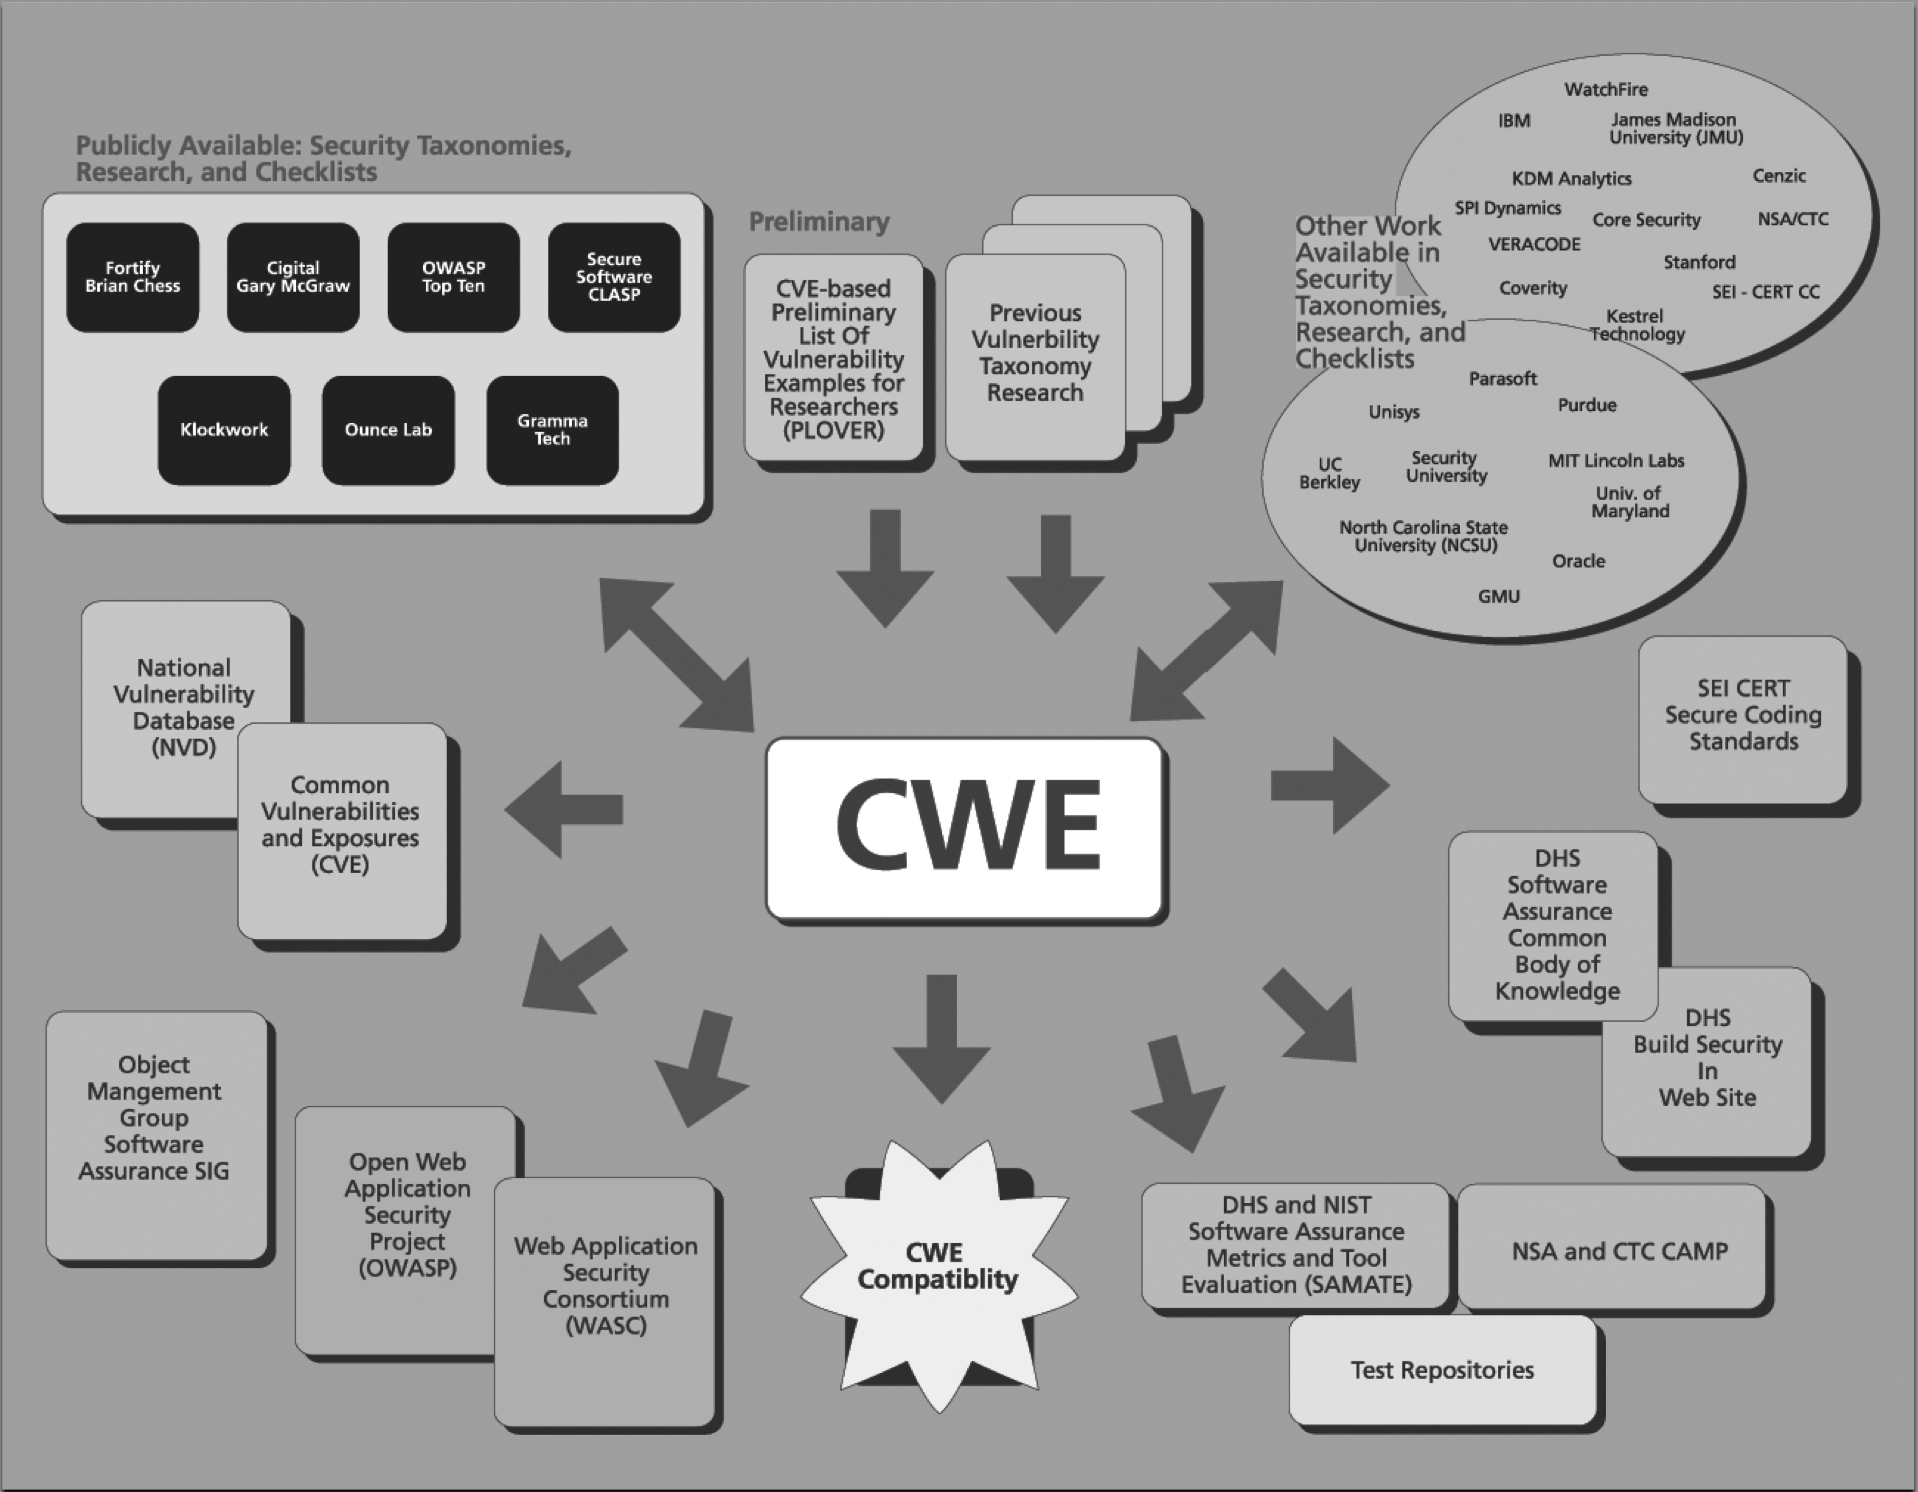 Publicly Available: Security Taxonomies,
Research, and Checklists
Fortify
Brian Chess
Cigital
Gary McGraw
OWASP
Top Ten
Secure
Software
CLASP
Klockwork
Ounce Lab
Gramma
Tech
Preliminary
CVE-based
Preliminary
List Of
Vulnerability
Examples for
Researchers
(PLOVER)
Previous
Vulnerbility
Taxonomy
Research
Other Work
Available in
Security
Taxonomies,
Research, and
Checklists
WatchFire
IBM
James Madison
University (JMU)
KDM Analytics
Cenzic
SPI Dynamics
Core Security
NSA/CTC
VERACODE
Stanford
Coverity
SEI - CERT CC
Kestrel
Technology
Parasoft
Unisys
Purdue
UC
Berkley
Security
University
MIT Lincoln Labs
Univ. of
Maryland
North Carolina State
University (NCSU)
Oracle
GMU
National
Vulnerability
Database
(NVD)
Common
Vulnerabilities
and Exposures
(CVE)
CWE
SEI CERT
Secure Coding
Standards
DHS
Software
Assurance
Common
Body of
Knowledge
DHS
Build Security
In
Web Site
Object
Mangement
Group
Software
Assurance SIG
Open Web
Application
Security
Project
(OWASP)
Web Application
Security
Consortium
(WASC)
CWE
Compatiblity
DHS and NIST
Software Assurance
Metrics and Tool
Evaluation (SAMATE)
NSA and CTC CAMP
Test Repositories